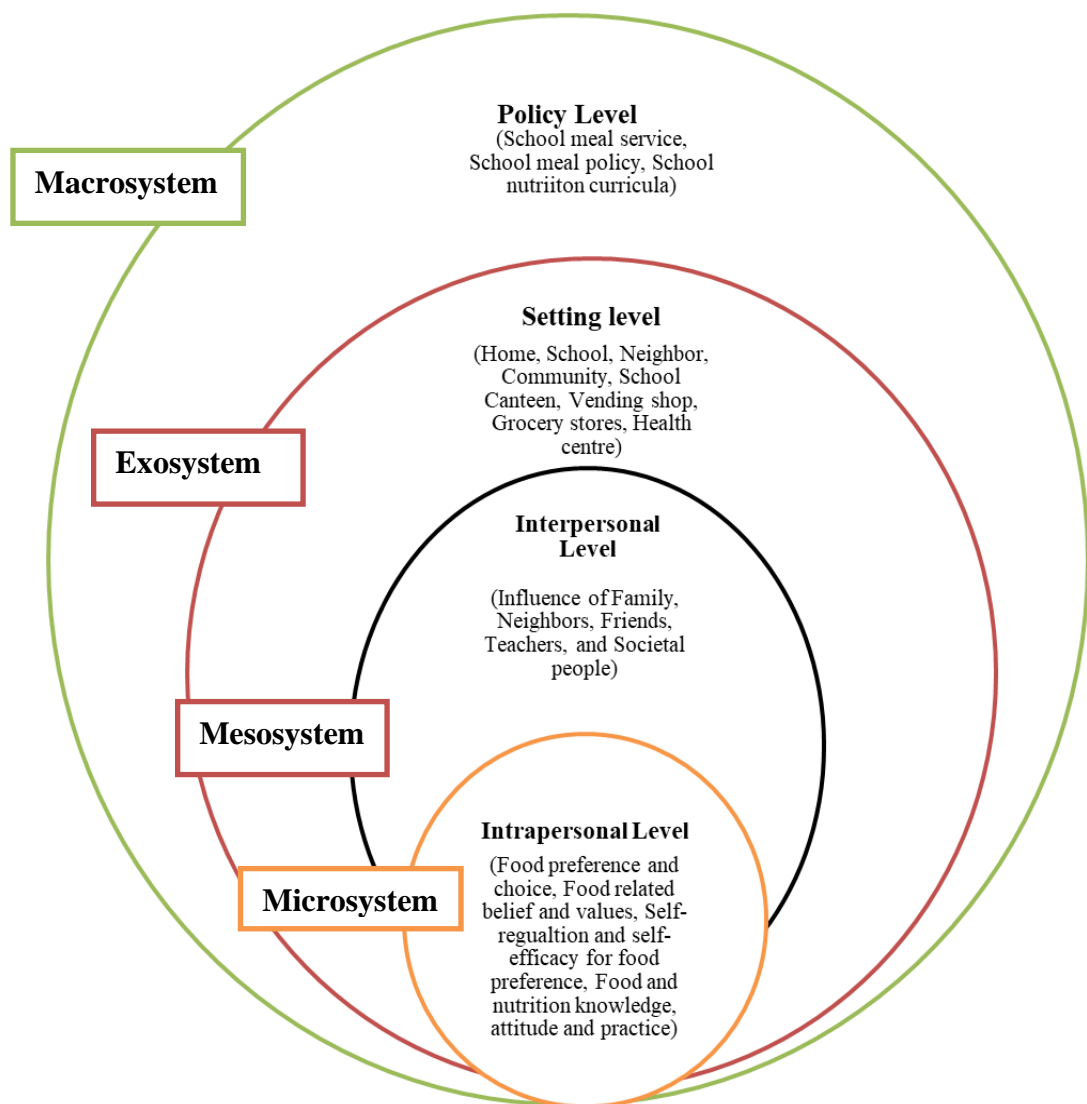 Policy Level
(School meal service,
School meal policy, School
nutriiton curricula)
Macrosystem
Setting level
(Home, School, Neighbor,
Community, School
Canteen, Vending shop,
Grocery stores, Health
centre)
Exosystem
Interpersonal
Level
(Influence of Family,
Neighbors, Friends,
Teachers, and Societal
people)
Mesosystem
Intrapersonal Level
(Food preference and
choice, Food related
belief and values, Self-
regualtion and self-
efficacy for food
preference, Food and
nutrition knowledge,
attitude and practice)
Microsystem